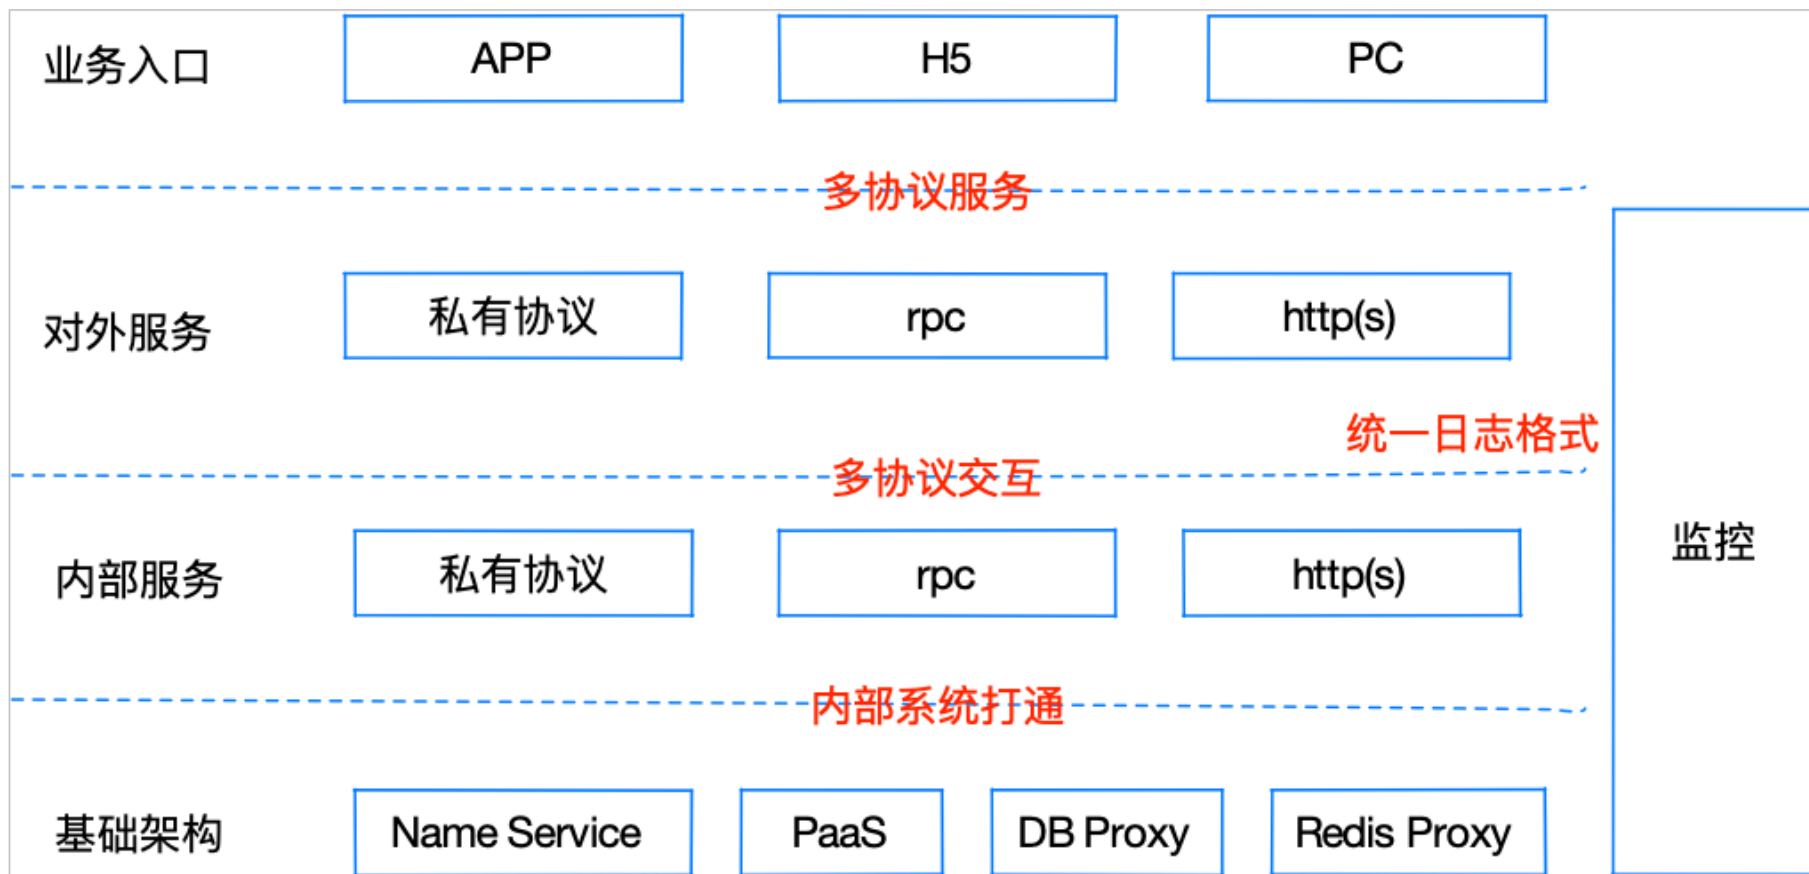 业务入口
APP
H5
PC
多协议服务
对外服务
私有协议
rpc
http(s)
统一日志格式
多协议交互
内部服务
私有协议
rpc
http(s)
监控
内部系统打通
基础架构
Name Service
PaaS
DB Proxy
Redis Proxy